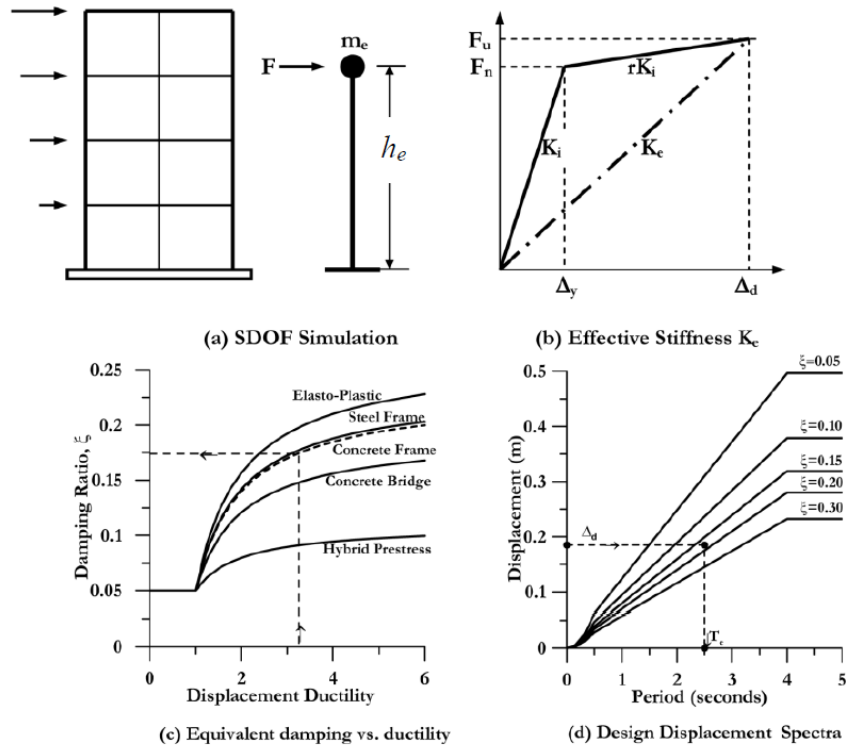 F
mₑ
hₑ
(a) SDOF Simulation
Fᵤ
Fₙ
rKᵢ
Kᵢ
Kₑ
Δy
Δd
(b) Effective Stiffness Kₑ
0.25
0.2
0.15
0.1
0.05
0
Damping Ratio, ξ
Elasto-Plastic
Steel Frame
Concrete Frame
Concrete Bridge
Hybrid Prestress
0 2 4 6
Displacement Ductility
(c) Equivalent damping vs. ductility
0.5
0.4
0.3
0.2
0.1
0
Displacement (m)
ξ=0.05
ξ=0.10
ξ=0.15
ξ=0.20
ξ=0.30
Δd
Tₑ
0 1 2 3 4 5
Period (seconds)
(d) Design Displacement Spectra